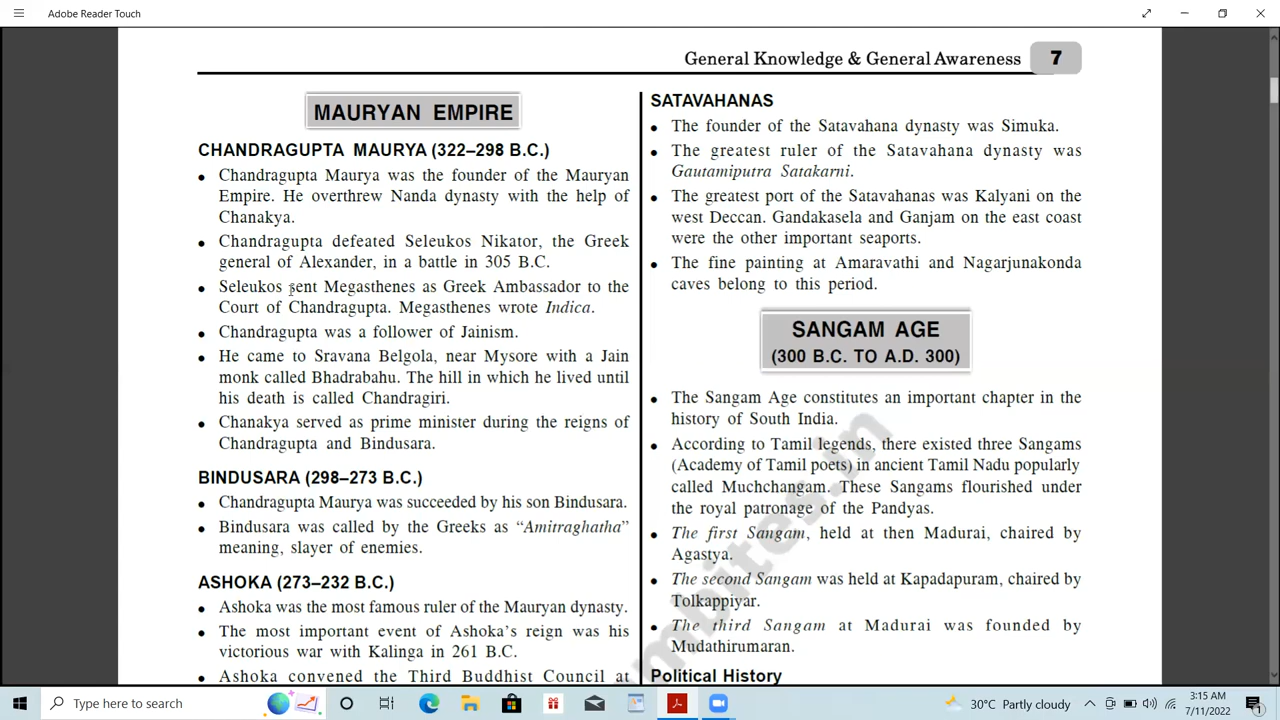 Adobe Reader Touch
General Knowledge & General Awareness 7
MAURYAN EMPIRE
CHANDRAGUPTA MAURYA (322–298 B.C.)
• Chandragupta Maurya was the founder of the Mauryan
Empire. He overthrew Nanda dynasty with the help of
Chanakya.
• Chandragupta defeated Seleukos Nikator, the Greek
general of Alexander, in a battle in 305 B.C.
• Seleukos sent Megasthenes as Greek Ambassador to the
Court of Chandragupta. Megasthenes wrote Indica.
• Chandragupta was a follower of Jainism.
• He came to Sravana Belgola, near Mysore with a Jain
monk called Bhadrabahu. The hill in which he lived until
his death is called Chandragiri.
• Chanakya served as prime minister during the reigns of
Chandragupta and Bindusara.
BINDUSARA (298–273 B.C.)
• Chandragupta Maurya was succeeded by his son Bindusara.
• Bindusara was called by the Greeks as “Amitraghatha”
meaning, slayer of enemies.
ASHOKA (273–232 B.C.)
• Ashoka was the most famous ruler of the Mauryan dynasty.
• The most important event of Ashoka’s reign was his
victorious war with Kalinga in 261 B.C.
• Ashoka convened the Third Buddhist Council at
SATAVAHANAS
• The founder of the Satavahana dynasty was Simuka.
• The greatest ruler of the Satavahana dynasty was
Gautamiputra Satakarni.
• The greatest port of the Satavahanas was Kalyani on the
west Deccan. Gandakasela and Ganjam on the east coast
were the other important seaports.
• The fine painting at Amaravathi and Nagarjunakonda
caves belong to this period.
SANGAM AGE
(300 B.C. TO A.D. 300)
• The Sangam Age constitutes an important chapter in the
history of South India.
• According to Tamil legends, there existed three Sangams
(Academy of Tamil poets) in ancient Tamil Nadu popularly
called Muchchangam. These Sangams flourished under
the royal patronage of the Pandyas.
• The first Sangam, held at then Madurai, chaired by
Agastya.
• The second Sangam was held at Kapadapuram, chaired by
Tolkappiyar.
• The third Sangam at Madurai was founded by
Mudathirumaran.
Political History
Type here to search
30°C Partly cloudy
3:15 AM
7/11/2022
1